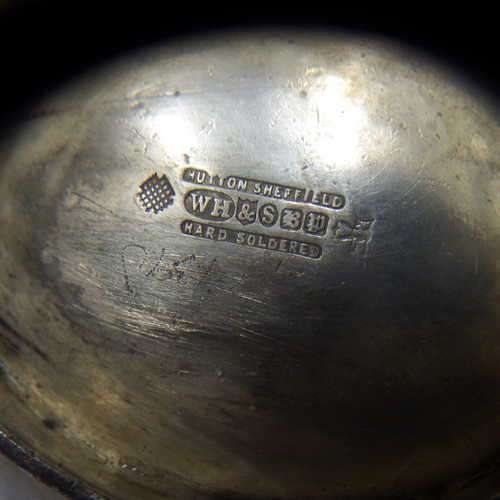 HUTTON SHEFFIELD
WH & S B P
HARD SOLDERED